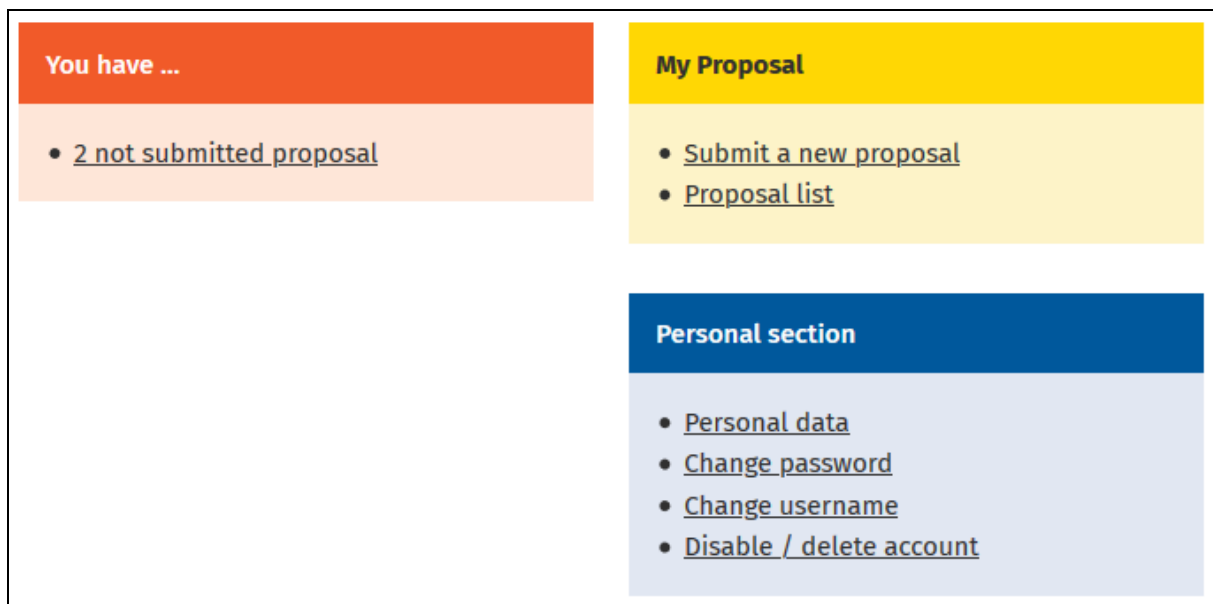 You have ...
2 not submitted proposal
My Proposal
Submit a new proposal
Proposal list
Personal section
Personal data
Change password
Change username
Disable / delete account